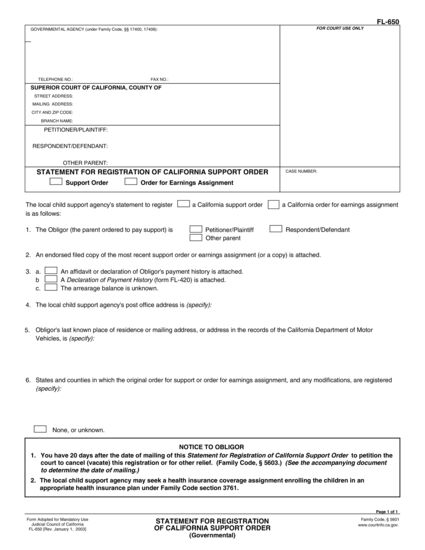 FL-650
GOVERNMENTAL AGENCY (under Family Code, §§ 17400, 17406):
FOR COURT USE ONLY
TELEPHONE NO.: FAX NO.:
SUPERIOR COURT OF CALIFORNIA, COUNTY OF
STREET ADDRESS:
MAILING ADDRESS:
CITY AND ZIP CODE:
BRANCH NAME:
PETITIONER/PLAINTIFF:
RESPONDENT/DEFENDANT:
OTHER PARENT:
STATEMENT FOR REGISTRATION OF CALIFORNIA SUPPORT ORDER
CASE NUMBER:
Support Order Order for Earnings Assignment
The local child support agency's statement to register a California support order a California order for earnings assignment
is as follows:
1. The Obligor (the parent ordered to pay support) is Petitioner/Plaintiff Respondent/Defendant
Other parent
2. An endorsed filed copy of the most recent support order or earnings assignment (or a copy) is attached.
3. a. An affidavit or declaration of Obligor's payment history is attached.
b A Declaration of Payment History (form FL-420) is attached.
c. The arrearage balance is unknown.
4. The local child support agency's post office address is (specify):
5. Obligor's last known place of residence or mailing address, or address in the records of the California Department of Motor
Vehicles, is (specify):
6. States and counties in which the original order for support or order for earnings assignment, and any modifications, are registered
(specify):
None, or unknown.
NOTICE TO OBLIGOR
1. You have 20 days after the date of mailing of this Statement for Registration of California Support Order to petition the
court to cancel (vacate) this registration or for other relief. (Family Code, § 5603.) (See the accompanying document
to determine the date of mailing.)
2. The local child support agency may seek a health insurance coverage assignment enrolling the children in an
appropriate health insurance plan under Family Code section 3761.
Page 1 of 1
Form Adopted for Mandatory Use
Judicial Council of California
FL-650 [Rev. January 1, 2003]
STATEMENT FOR REGISTRATION
OF CALIFORNIA SUPPORT ORDER
(Governmental)
Family Code, § 5601
www.courtinfo.ca.gov